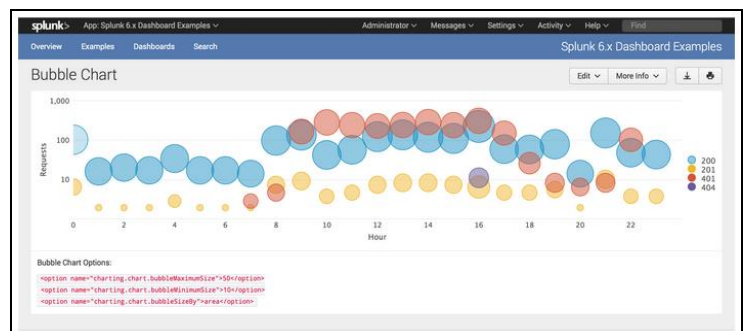 splunk> App: Splunk 6.x Dashboard Examples Administrator Messages Settings Activity Help Find
Overview Examples Dashboards Search Splunk 6.x Dashboard Examples
Bubble Chart Edit More Info
1,000
100
10
Requests
0 2 4 6 8 10 12 14 16 18 20 22
Hour
200
201
401
404
Bubble Chart Options:
<option name="charting.chart.bubbleMaximumSize">50</option>
<option name="charting.chart.bubbleMinimumSize">10</option>
<option name="charting.chart.bubbleSizeBy">area</option>